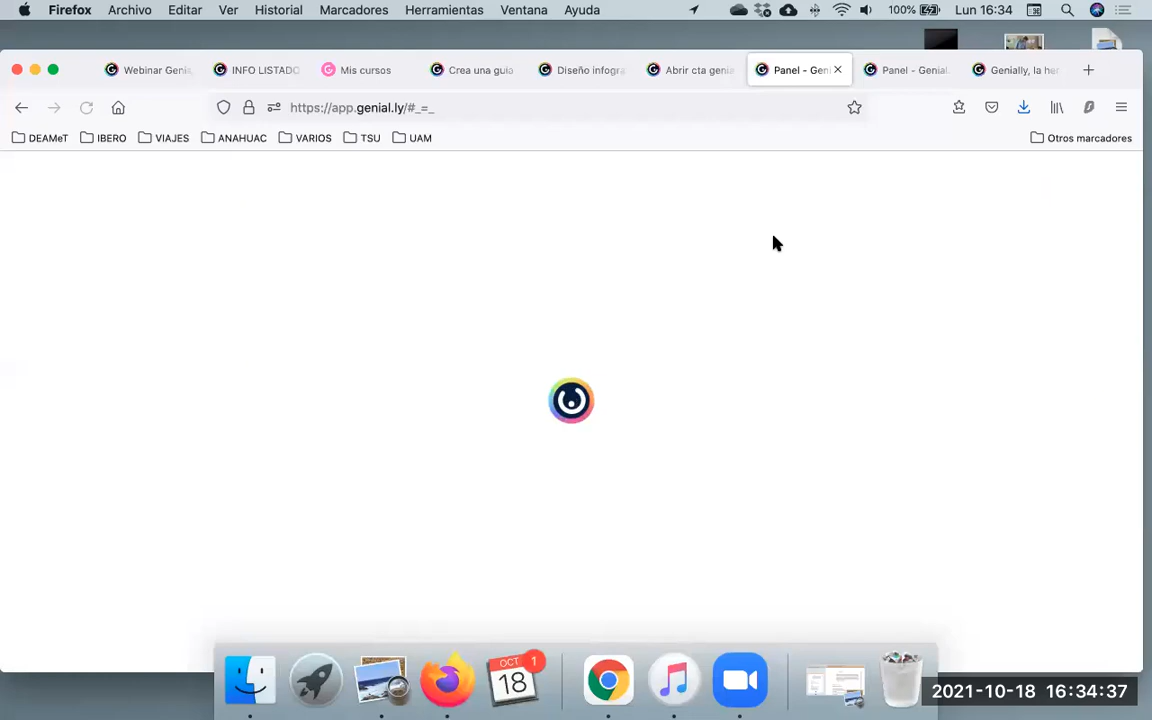 Firefox Archivo Editar Ver Historial Marcadores Herramientas Ventana Ayuda 100% Lun 16:34
Webinar Genia INFO LISTADO Mis cursos Crea una guía Diseño infogra Abrir cta genia Panel - Geni Panel - Genial. Genially, la her
https://app.genial.ly/#_=_
DEAMeT IBERO VIAJES ANAHUAC VARIOS TSU UAM Otros marcadores
OCT 1
18
2021-10-18 16:34:37